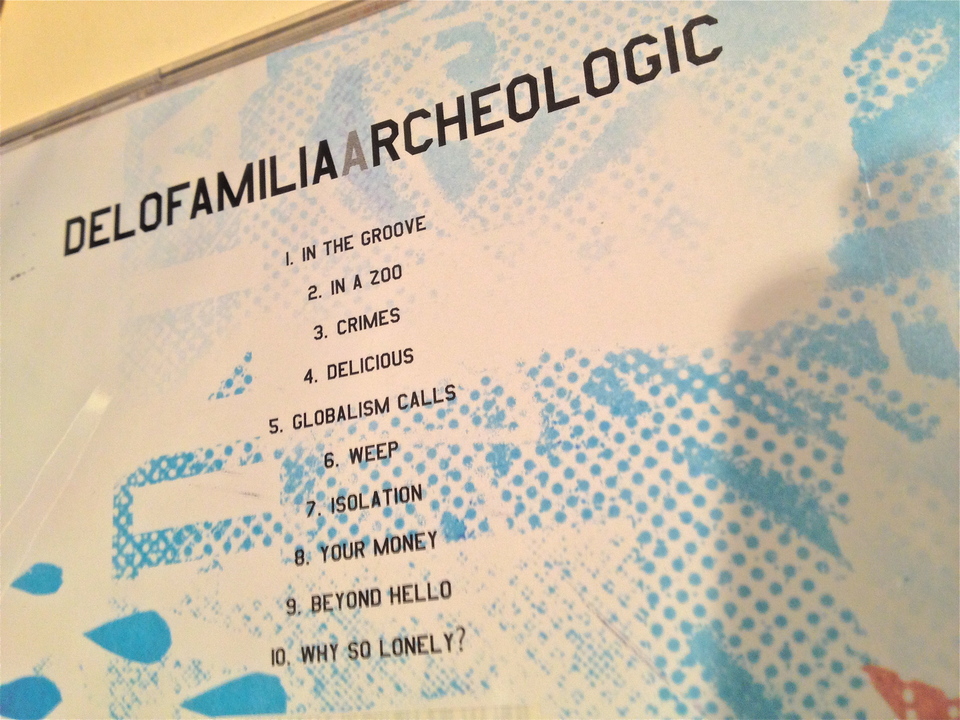 DELOFAMILIAARCHEOLOGIC
1. IN THE GROOVE
2. IN A ZOO
3. CRIMES
4. DELICIOUS
5. GLOBALISM CALLS
6. WEEP
7. ISOLATION
8. YOUR MONEY
9. BEYOND HELLO
10. WHY SO LONELY?